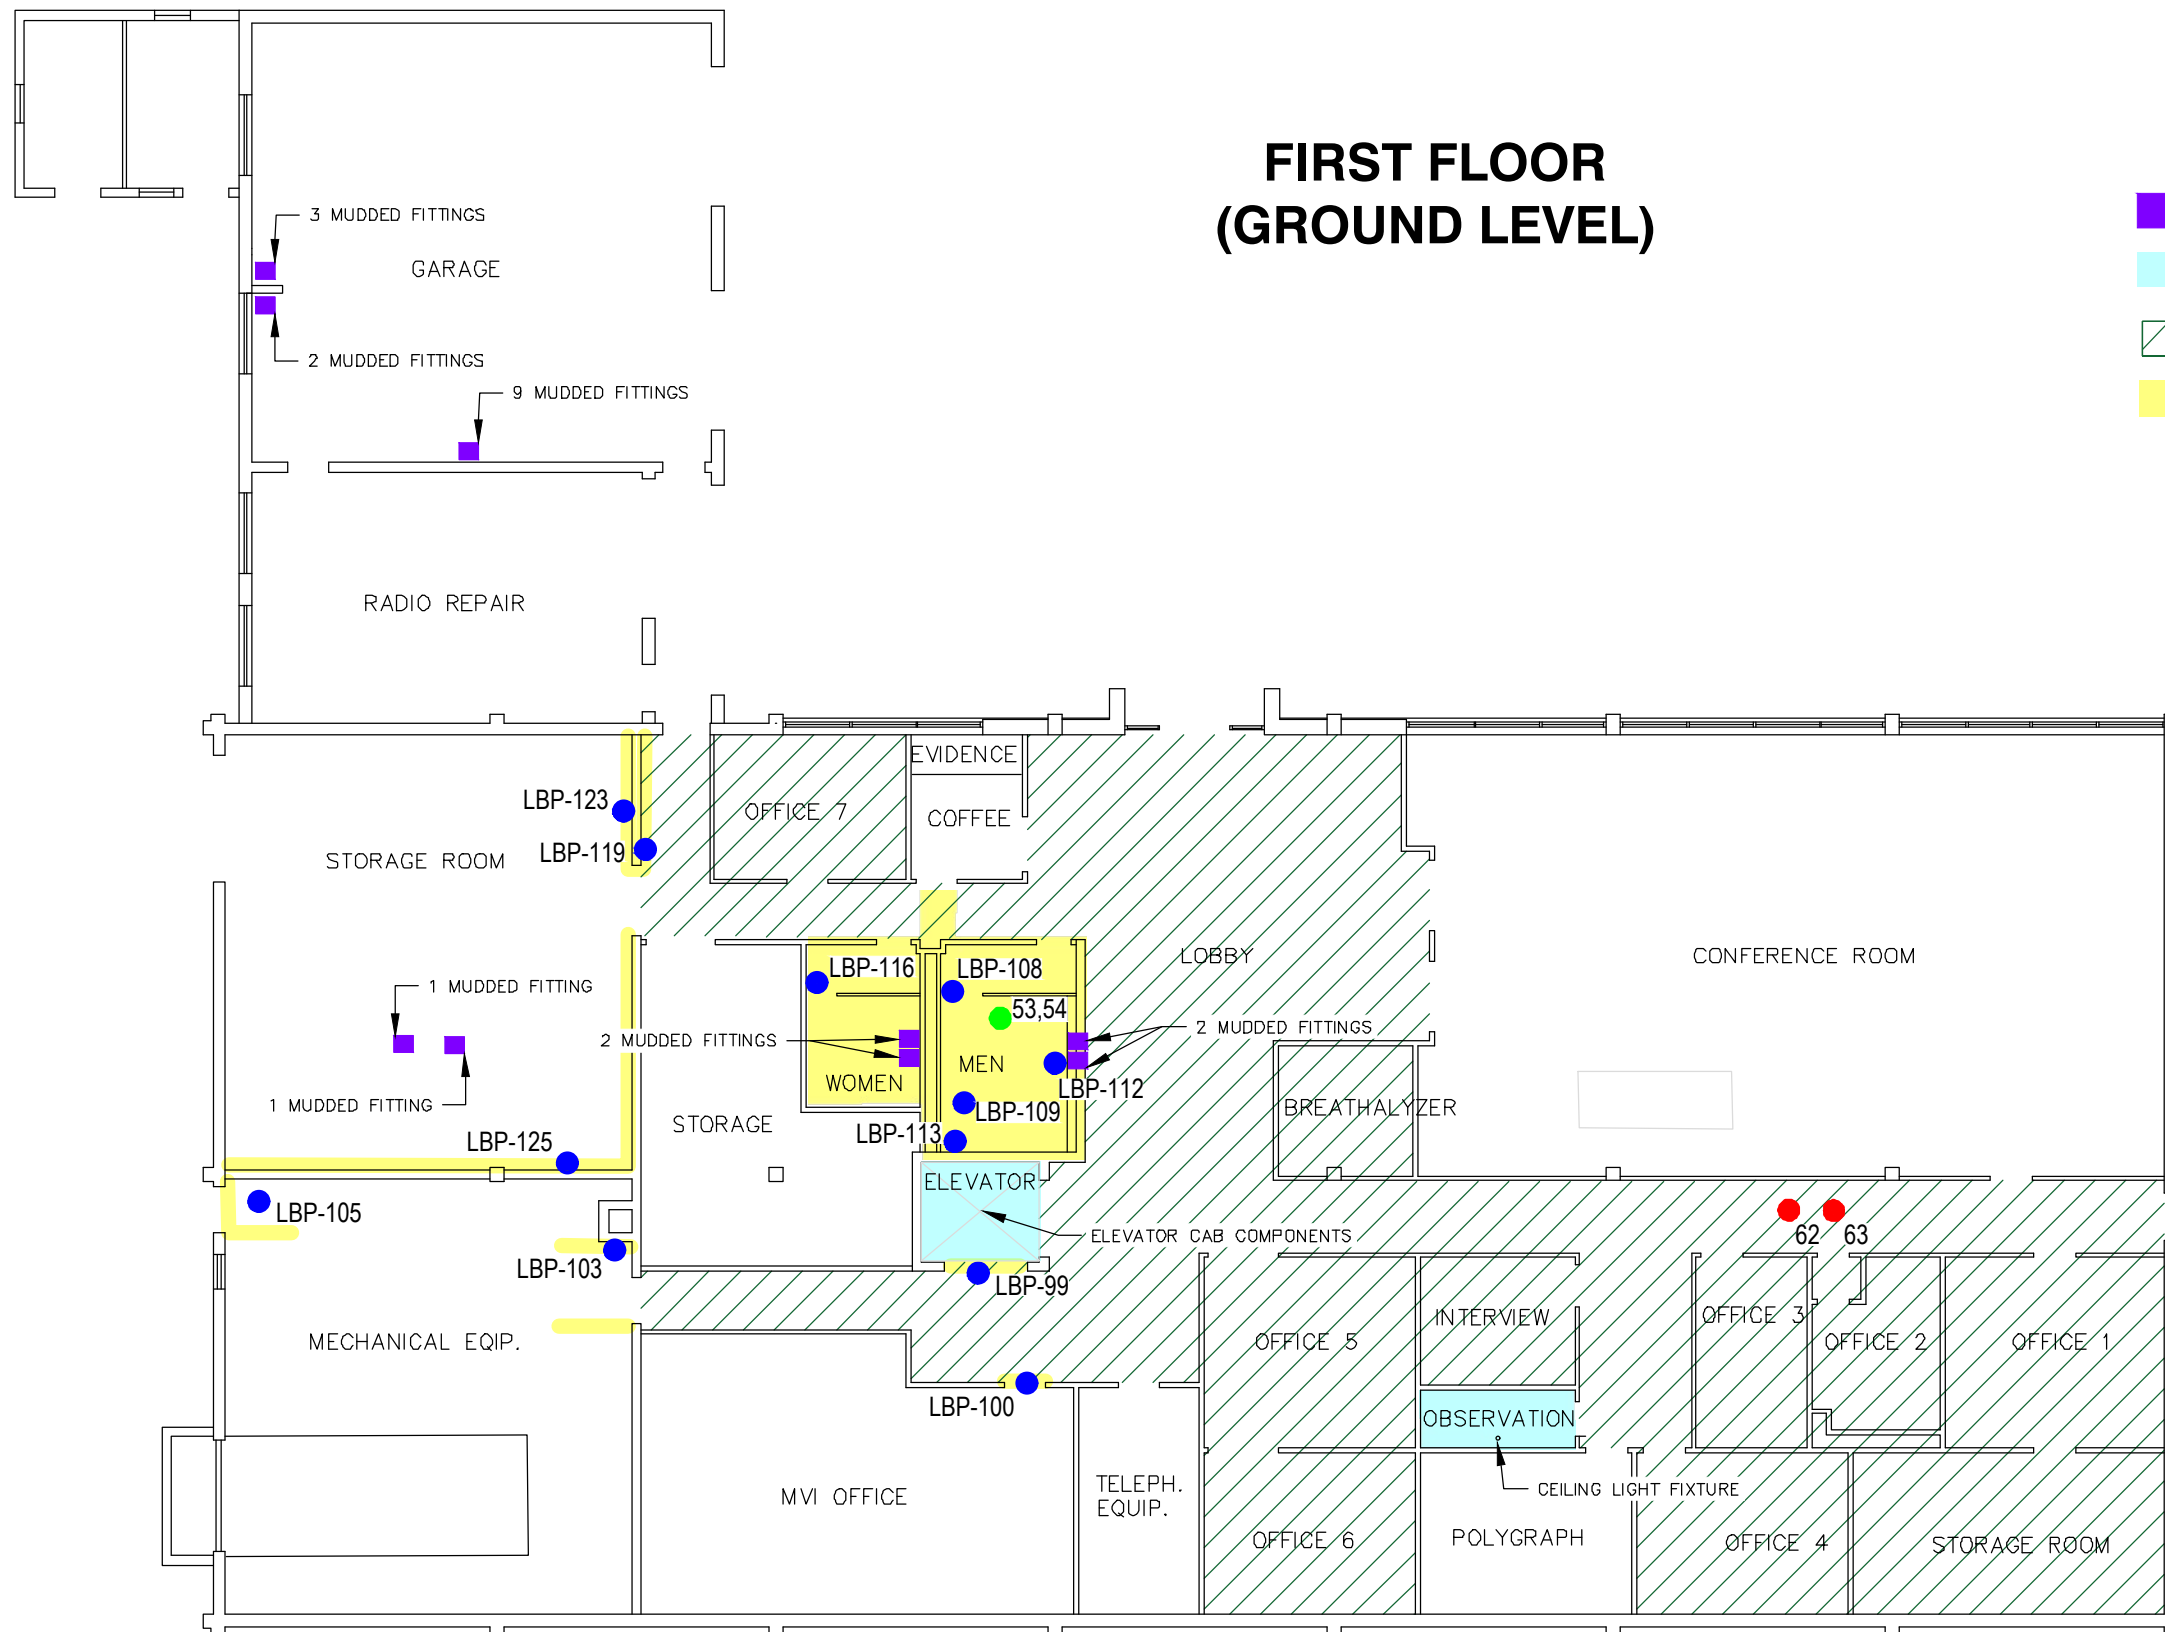 FIRST FLOOR
(GROUND LEVEL)
3 MUDDED FITTINGS
GARAGE
2 MUDDED FITTINGS
9 MUDDED FITTINGS
RADIO REPAIR
EVIDENCE
LBP-123
OFFICE 7
COFFEE
LBP-119
STORAGE ROOM
LOBBY
CONFERENCE ROOM
LBP-116
LBP-108
1 MUDDED FITTING
53,54
2 MUDDED FITTINGS
2 MUDDED FITTINGS
MEN
WOMEN
LBP-112
1 MUDDED FITTING
BREATHALYZER
LBP-109
STORAGE
LBP-113
LBP-125
ELEVATOR
LBP-105
ELEVATOR CAB COMPONENTS
62
63
LBP-103
LBP-99
INTERVIEW
OFFICE 3
MECHANICAL EQIP.
OFFICE 5
OFFICE 2
OFFICE 1
LBP-100
OBSERVATION
TELEPH.
EQUIP.
CEILING LIGHT FIXTURE
MVI OFFICE
OFFICE 6
POLYGRAPH
OFFICE 4
STORAGE ROOM